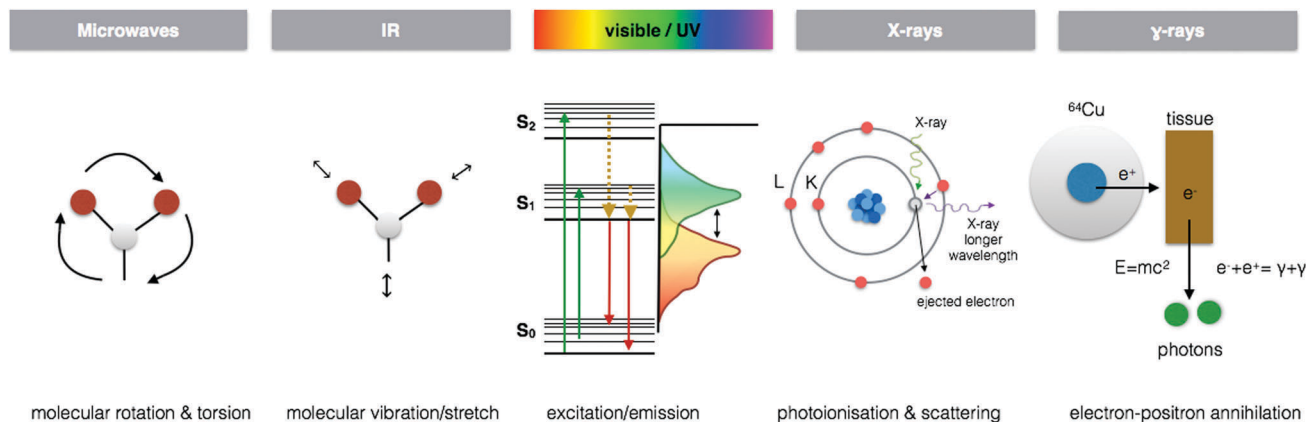 Microwaves
IR
visible / UV
X-rays
γ-rays
S₂
S₁
S₀
L
K
X-ray
X-ray
longer
wavelength
ejected electron
⁶⁴Cu
tissue
e⁺
e⁻
E=mc²
e⁻+e⁺= γ+γ
photons
molecular rotation & torsion
molecular vibration/stretch
excitation/emission
photoionisation & scattering
electron-positron annihilation